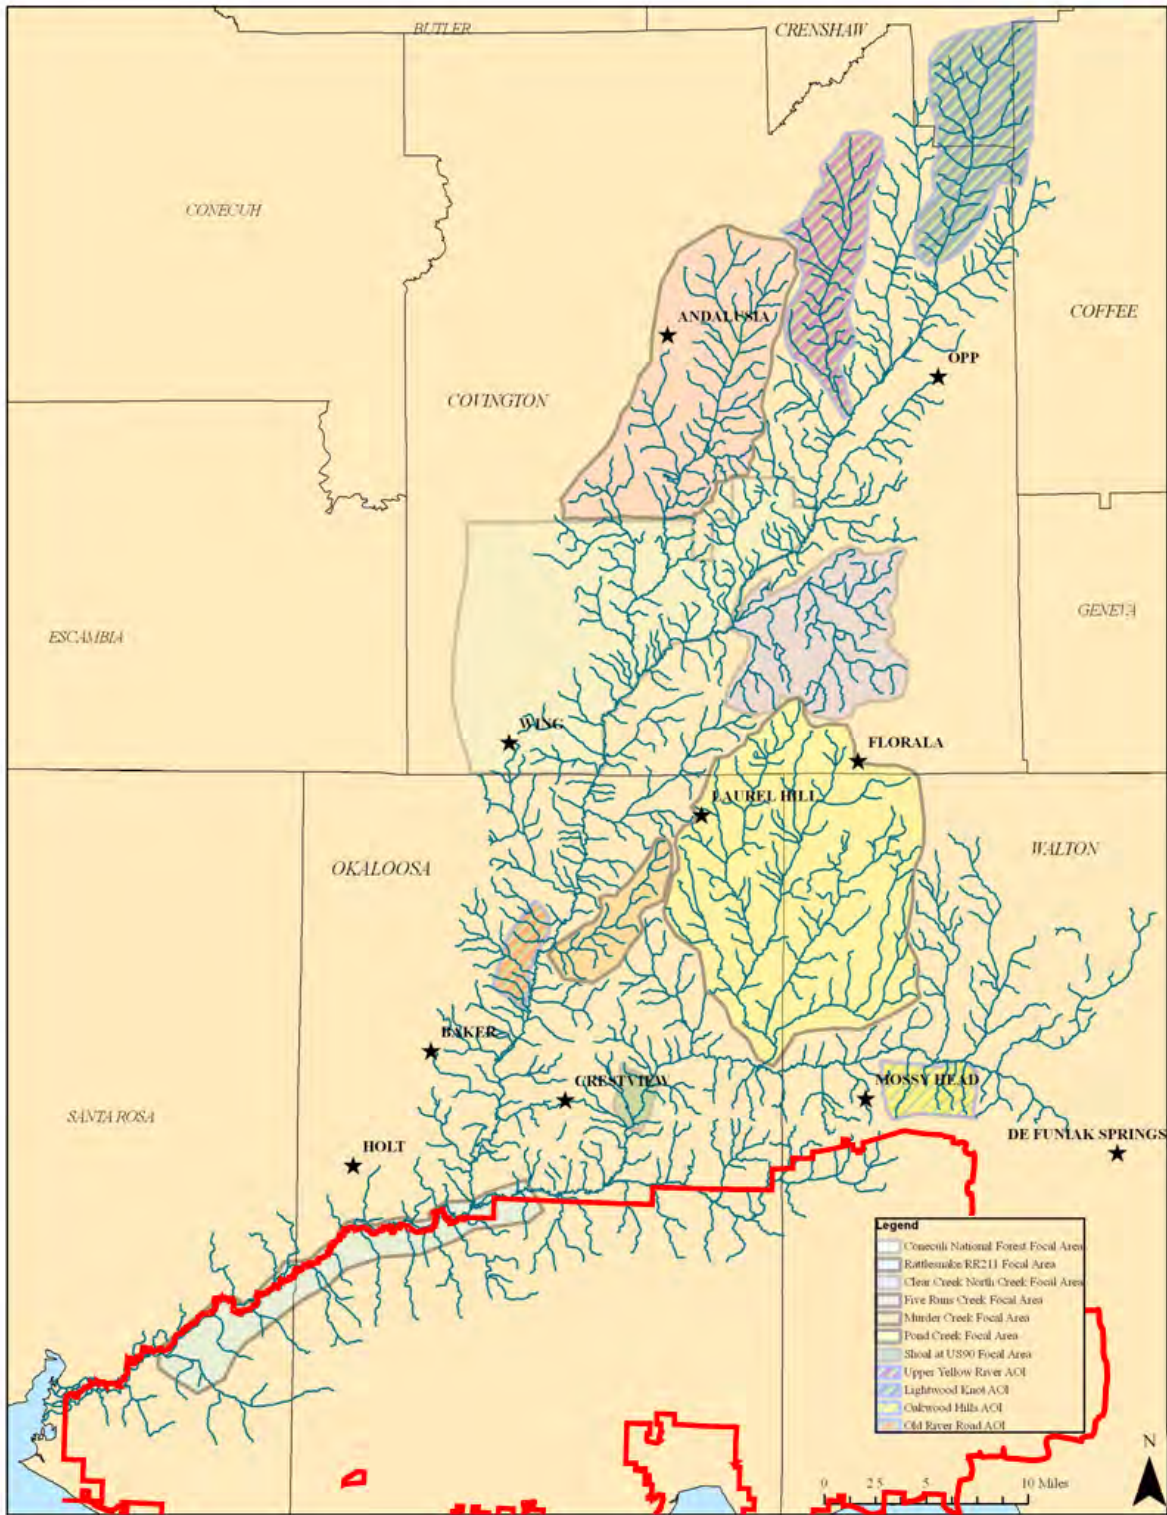 BUTLER
CRENSHAW
CONECUH
COFFEE
ANDALUSIA
OPP
COVINGTON
GENEVA
ESCAMBIA
WING
FLORALA
LAUREL HILL
WALTON
OKALOOSA
BAKER
CRESTVIEW
MOSSY HEAD
SANTA ROSA
DE FUNIAK SPRINGS
HOLT
Legend
Conecuh National Forest Focal Area
Rattlesnake/RR211 Focal Area
Clear Creek North Creek Focal Area
Five Runs Creek Focal Area
Murder Creek Focal Area
Pond Creek Focal Area
Shoal at US90 Focal Area
Upper Yellow River AOI
Lightwood Knot AOI
Oakwood Hills AOI
Old River Road AOI
N
0 2.5 5 10 Miles